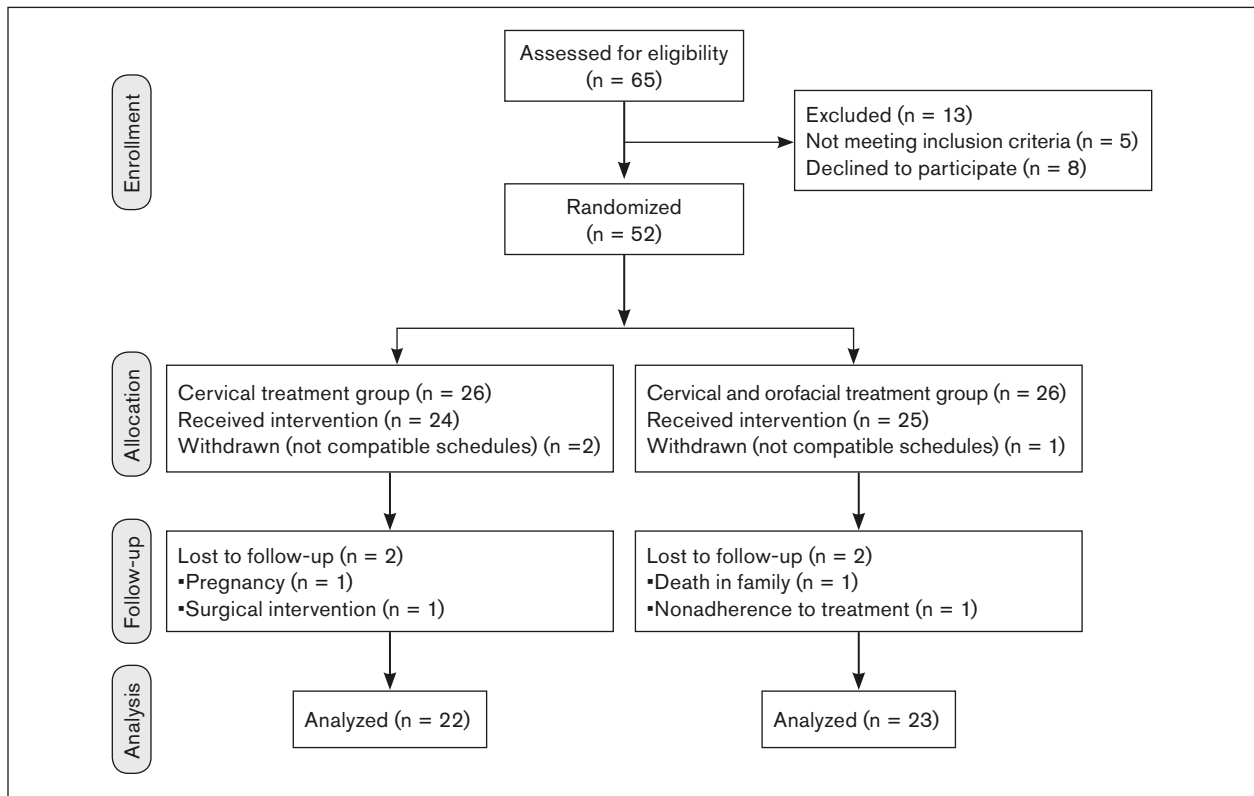 Enrollment
Assessed for eligibility
(n = 65)
Excluded (n = 13)
Not meeting inclusion criteria (n = 5)
Declined to participate (n = 8)
Randomized
(n = 52)
Allocation
Cervical treatment group (n = 26)
Received intervention (n = 24)
Withdrawn (not compatible schedules) (n =2)
Cervical and orofacial treatment group (n = 26)
Received intervention (n = 25)
Withdrawn (not compatible schedules) (n = 1)
Follow-up
Lost to follow-up (n = 2)
▪Pregnancy (n = 1)
▪Surgical intervention (n = 1)
Lost to follow-up (n = 2)
▪Death in family (n = 1)
▪Nonadherence to treatment (n = 1)
Analysis
Analyzed (n = 22)
Analyzed (n = 23)